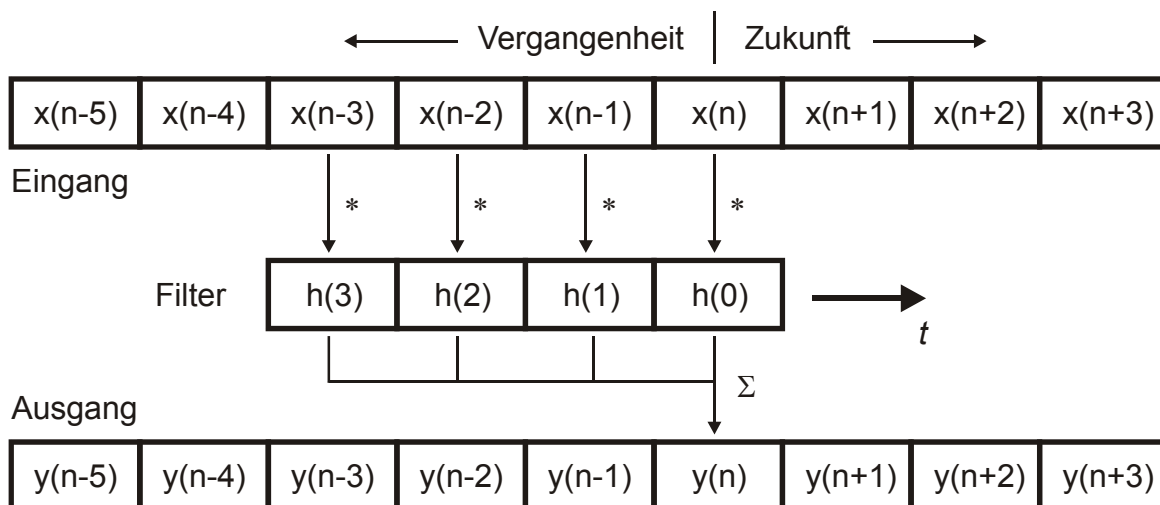 Vergangenheit Zukunft
x(n-5) x(n-4) x(n-3) x(n-2) x(n-1) x(n) x(n+1) x(n+2) x(n+3)
Eingang
* * * *
Filter h(3) h(2) h(1) h(0)
t
Σ
Ausgang
y(n-5) y(n-4) y(n-3) y(n-2) y(n-1) y(n) y(n+1) y(n+2) y(n+3)